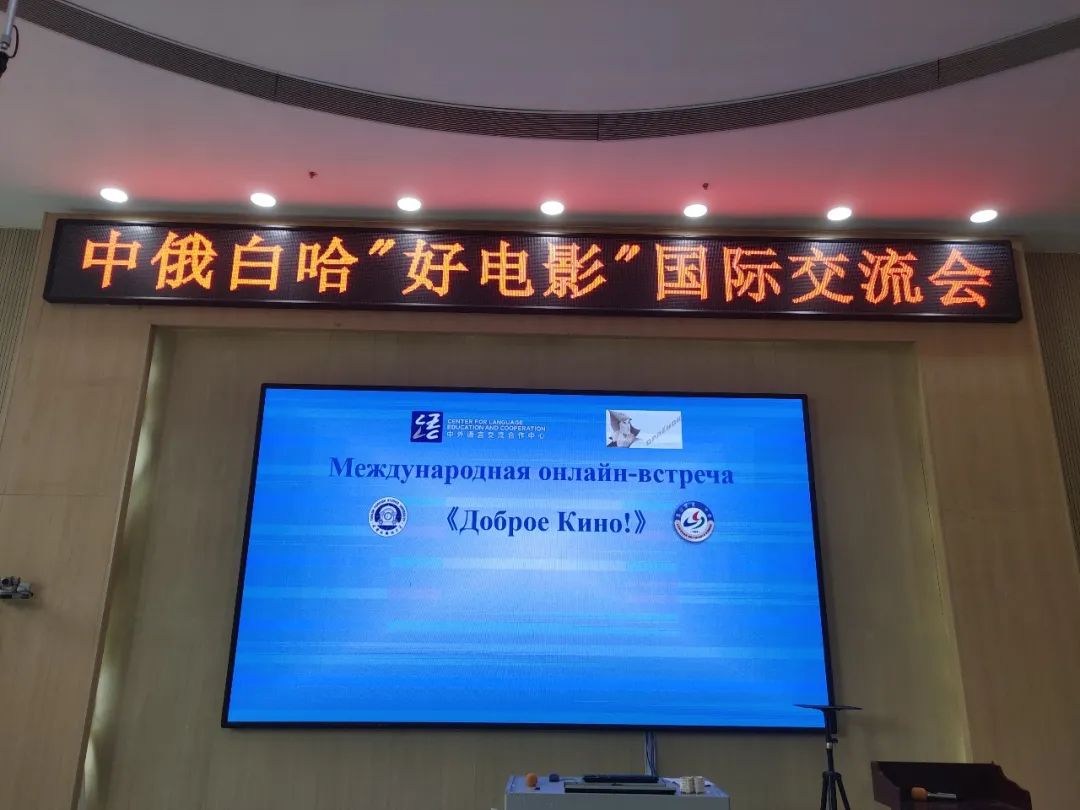 中俄白哈"好电影"国际交流会
CENTER FOR LANGUAGE
EDUCATION AND COOPERATION
中外语言交流合作中心
Международная онлайн-встреча
《Доброе Кино!》